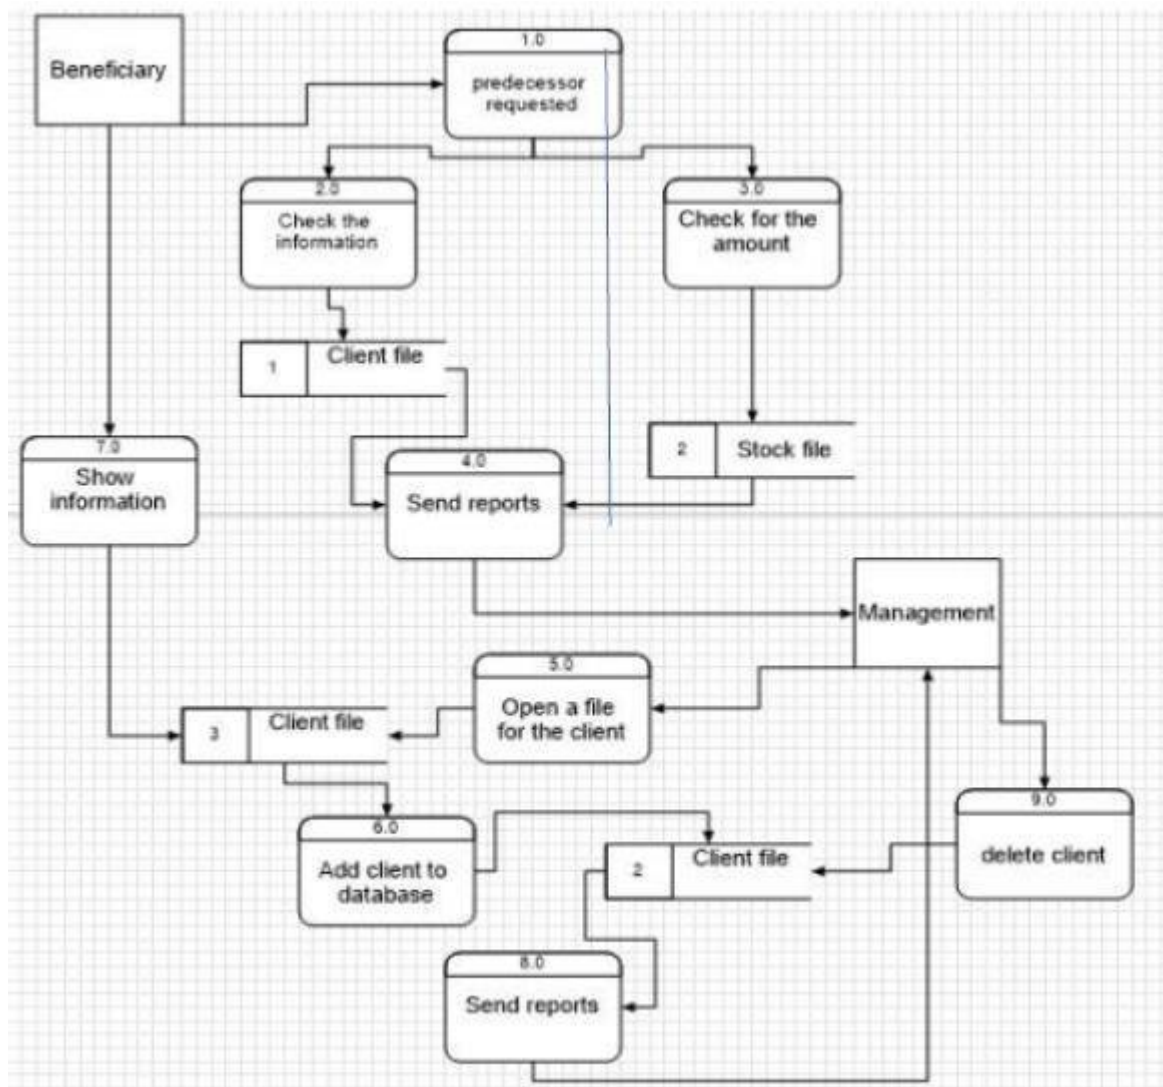 Beneficiary
1.0
predecessor
requested
2.0
Check the
information
3.0
Check for the
amount
1
Client file
7.0
Show
information
4.0
Send reports
2
Stock file
Management
5.0
Open a file
for the client
3
Client file
6.0
Add client to
database
2
Client file
9.0
delete client
8.0
Send reports